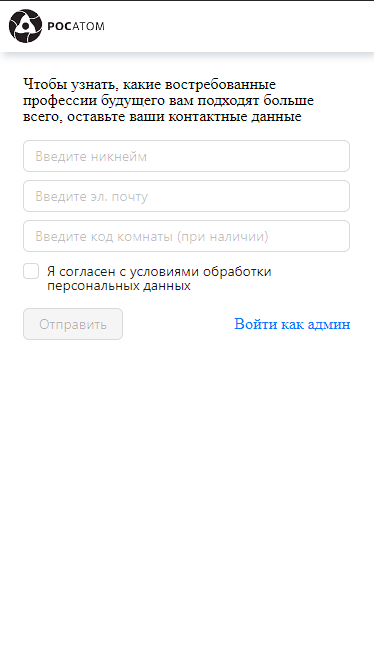 РОСАТОМ
Чтобы узнать, какие востребованные
профессии будущего вам подходят больше
всего, оставьте ваши контактные данные
Введите никнейм
Введите эл. почту
Введите код комнаты (при наличии)
Я согласен с условиями обработки
персональных данных
Отправить
Войти как админ